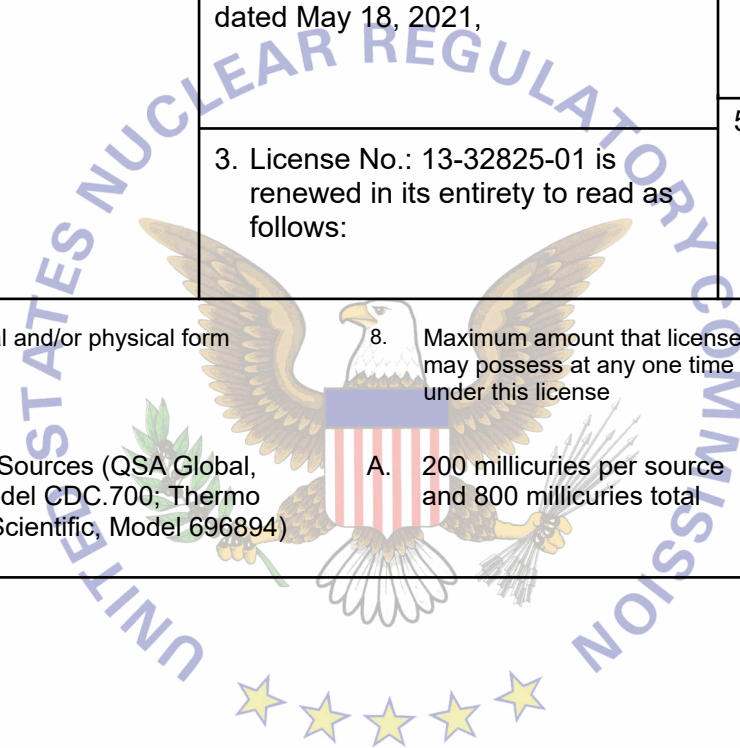 dated May 18, 2021,
3. License No.: 13-32825-01 is
renewed in its entirety to read as
follows:
and/or physical form
8. Maximum amount that
may possess at any one time
under this license
Sources (QSA Global,
CDC.700; Thermo
Scientific, Model 696894)
A. 200 millicuries per source
and 800 millicuries total
UNITED STATES NUCLEAR REGULATORY COMMISSION